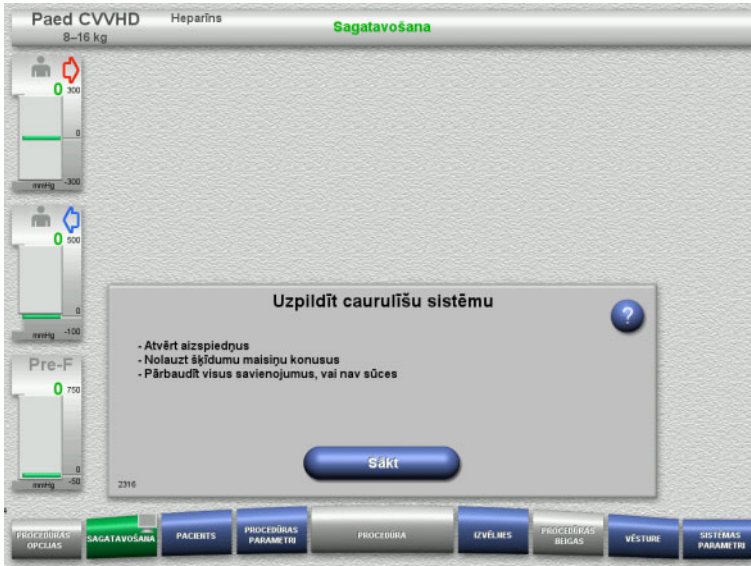 Paed CVVHD
Heparīns
Sagatavošana
8–16 kg
0
300
0
mmHg
-300
0
500
0
mmHg
-100
Pre-F
0
750
0
mmHg
-50
Uzpildīt caurulīšu sistēmu
?
- Atvērt aizspiedņus
- Nolauzt šķīdumu maisiņu konusus
- Pārbaudīt visus savienojumus, vai nav sūces
Sākt
2316
PROCEDŪRAS
OPCIJAS
SAGATAVOŠANA
PACIENTS
PROCEDŪRAS
PARAMETRI
PROCEDŪRA
IZVĒLNES
PROCEDŪRAS
BEIGAS
VĒSTURE
SISTĒMAS
PARAMETRI